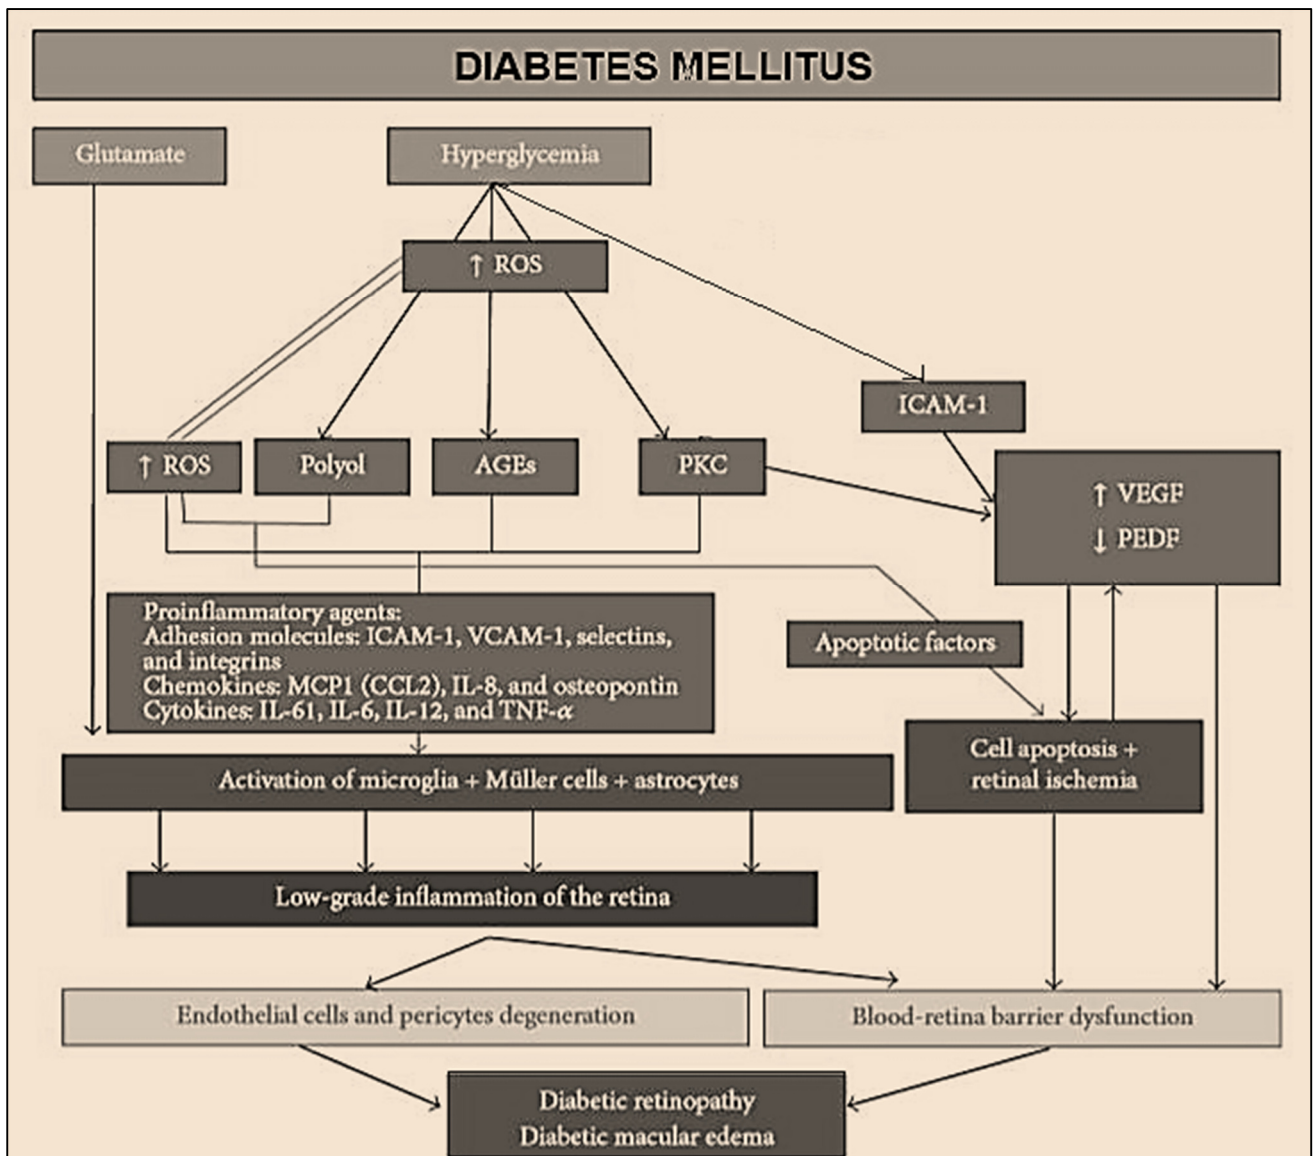 DIABETES MELLITUS
Glutamate
Hyperglycemia
↑ ROS
ICAM-1
↑ ROS
Polyol
AGEs
PKC
↑ VEGF
↓ PEDF
Proinflammatory agents:
Adhesion molecules: ICAM-1, VCAM-1, selectins,
and integrins
Chemokines: MCP1 (CCL2), IL-8, and osteopontin
Cytokines: IL-61, IL-6, IL-12, and TNF-α
Apoptotic factors
Cell apoptosis +
retinal ischemia
Activation of microglia + Müller cells + astrocytes
Low-grade inflammation of the retina
Endothelial cells and pericytes degeneration
Blood-retina barrier dysfunction
Diabetic retinopathy
Diabetic macular edema